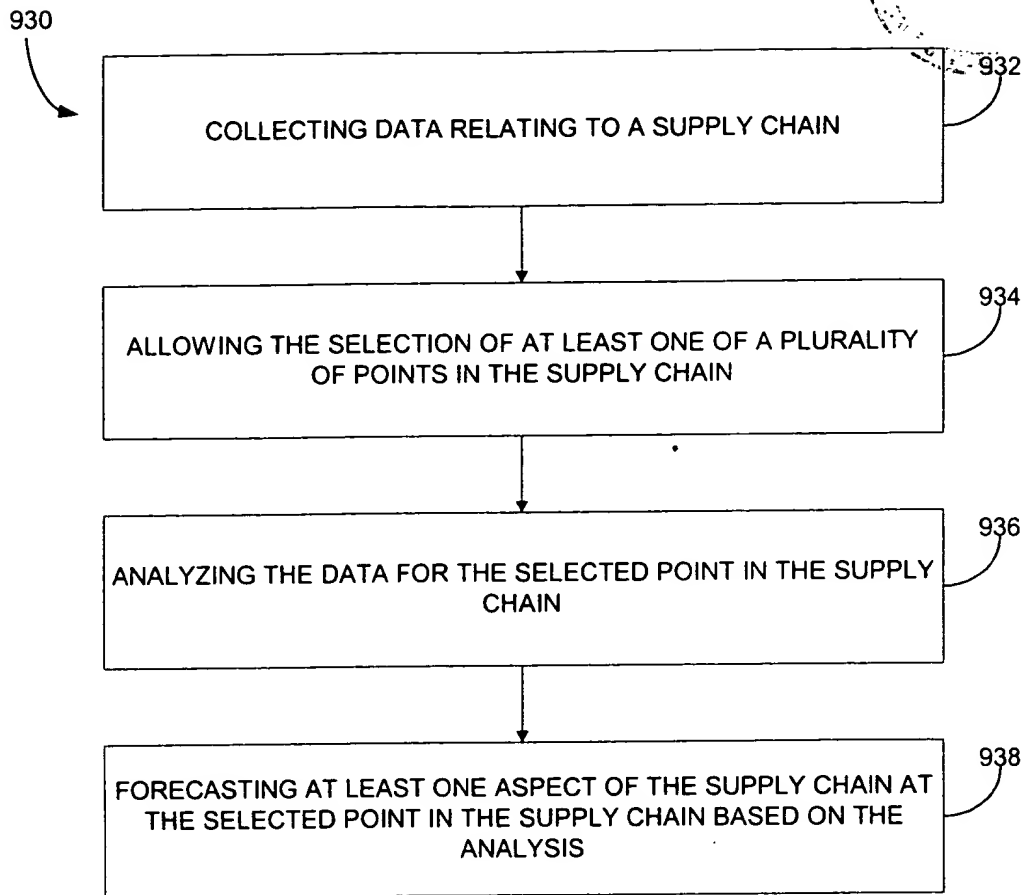 930
932
COLLECTING DATA RELATING TO A SUPPLY CHAIN
934
ALLOWING THE SELECTION OF AT LEAST ONE OF A PLURALITY
OF POINTS IN THE SUPPLY CHAIN
936
ANALYZING THE DATA FOR THE SELECTED POINT IN THE SUPPLY
CHAIN
938
FORECASTING AT LEAST ONE ASPECT OF THE SUPPLY CHAIN AT
THE SELECTED POINT IN THE SUPPLY CHAIN BASED ON THE
ANALYSIS